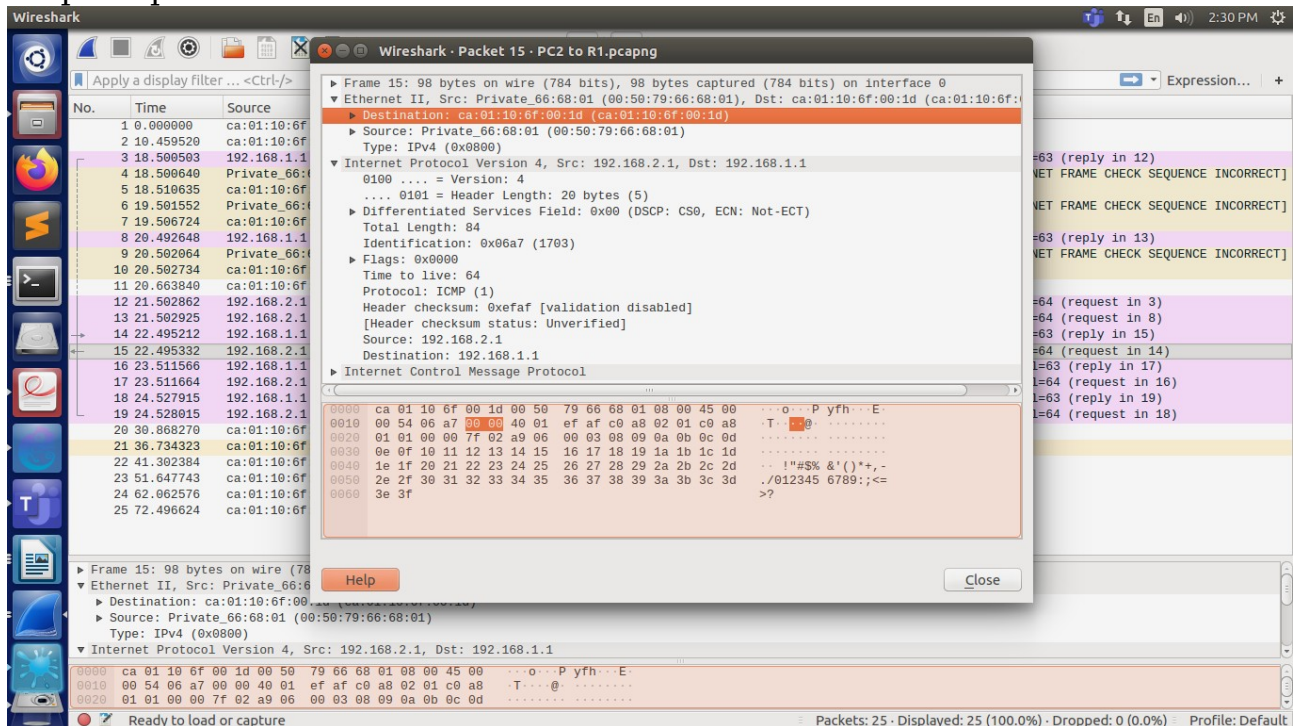 Wireshark
En
2:30 PM
Wireshark · Packet 15 · PC2 to R1.pcapng
Apply a display filter … <Ctrl-/>
Expression…
+
No. Time Source
1 0.000000 ca:01:10:6f
2 10.459520 ca:01:10:6f
3 18.500503 192.168.1.1 =63 (reply in 12)
4 18.500640 Private_66:6 NET FRAME CHECK SEQUENCE INCORRECT]
5 18.510635 ca:01:10:6f
6 19.501552 Private_66:6 NET FRAME CHECK SEQUENCE INCORRECT]
7 19.506724 ca:01:10:6f
8 20.492648 192.168.1.1 =63 (reply in 13)
9 20.502064 Private_66:6 NET FRAME CHECK SEQUENCE INCORRECT]
10 20.502734 ca:01:10:6f
11 20.663840 ca:01:10:6f
12 21.502862 192.168.2.1 =64 (request in 3)
13 21.502925 192.168.2.1 =64 (request in 8)
14 22.495212 192.168.1.1 =63 (reply in 15)
15 22.495332 192.168.2.1 =64 (request in 14)
16 23.511566 192.168.1.1 l=63 (reply in 17)
17 23.511664 192.168.2.1 l=64 (request in 16)
18 24.527915 192.168.1.1 l=63 (reply in 19)
19 24.528015 192.168.2.1 l=64 (request in 18)
20 30.868270 ca:01:10:6f
21 36.734323 ca:01:10:6f
22 41.302384 ca:01:10:6f
23 51.647743 ca:01:10:6f
24 62.062576 ca:01:10:6f
25 72.496624 ca:01:10:6f
Frame 15: 98 bytes on wire (784 bits), 98 bytes captured (784 bits) on interface 0
Ethernet II, Src: Private_66:68:01 (00:50:79:66:68:01), Dst: ca:01:10:6f:00:1d (ca:01:10:6f:
Destination: ca:01:10:6f:00:1d (ca:01:10:6f:00:1d)
Source: Private_66:68:01 (00:50:79:66:68:01)
Type: IPv4 (0x0800)
Internet Protocol Version 4, Src: 192.168.2.1, Dst: 192.168.1.1
0100 .... = Version: 4
.... 0101 = Header Length: 20 bytes (5)
Differentiated Services Field: 0x00 (DSCP: CS0, ECN: Not-ECT)
Total Length: 84
Identification: 0x06a7 (1703)
Flags: 0x0000
Time to live: 64
Protocol: ICMP (1)
Header checksum: 0xefaf [validation disabled]
[Header checksum status: Unverified]
Source: 192.168.2.1
Destination: 192.168.1.1
Internet Control Message Protocol
0000 ca 01 10 6f 00 1d 00 50 79 66 68 01 08 00 45 00 ···o···P yfh···E·
0010 00 54 06 a7 00 00 40 01 ef af c0 a8 02 01 c0 a8 ·T····@· ········
0020 01 01 00 00 7f 02 a9 06 00 03 08 09 0a 0b 0c 0d ········ ········
0030 0e 0f 10 11 12 13 14 15 16 17 18 19 1a 1b 1c 1d ········ ········
0040 1e 1f 20 21 22 23 24 25 26 27 28 29 2a 2b 2c 2d ·· !"#$% &'()*+,-
0050 2e 2f 30 31 32 33 34 35 36 37 38 39 3a 3b 3c 3d ./012345 6789:;<=
0060 3e 3f >?
Help
Close
Frame 15: 98 bytes on wire (78
Ethernet II, Src: Private_66:6
Destination: ca:01:10:6f:00:1d (ca:01:10:6f:00:1d)
Source: Private_66:68:01 (00:50:79:66:68:01)
Type: IPv4 (0x0800)
Internet Protocol Version 4, Src: 192.168.2.1, Dst: 192.168.1.1
0000 ca 01 10 6f 00 1d 00 50 79 66 68 01 08 00 45 00 ···o···P yfh···E·
0010 00 54 06 a7 00 00 40 01 ef af c0 a8 02 01 c0 a8 ·T····@· ········
0020 01 01 00 00 7f 02 a9 06 00 03 08 09 0a 0b 0c 0d ········ ········
Ready to load or capture
Packets: 25 · Displayed: 25 (100.0%) · Dropped: 0 (0.0%)
Profile: Default